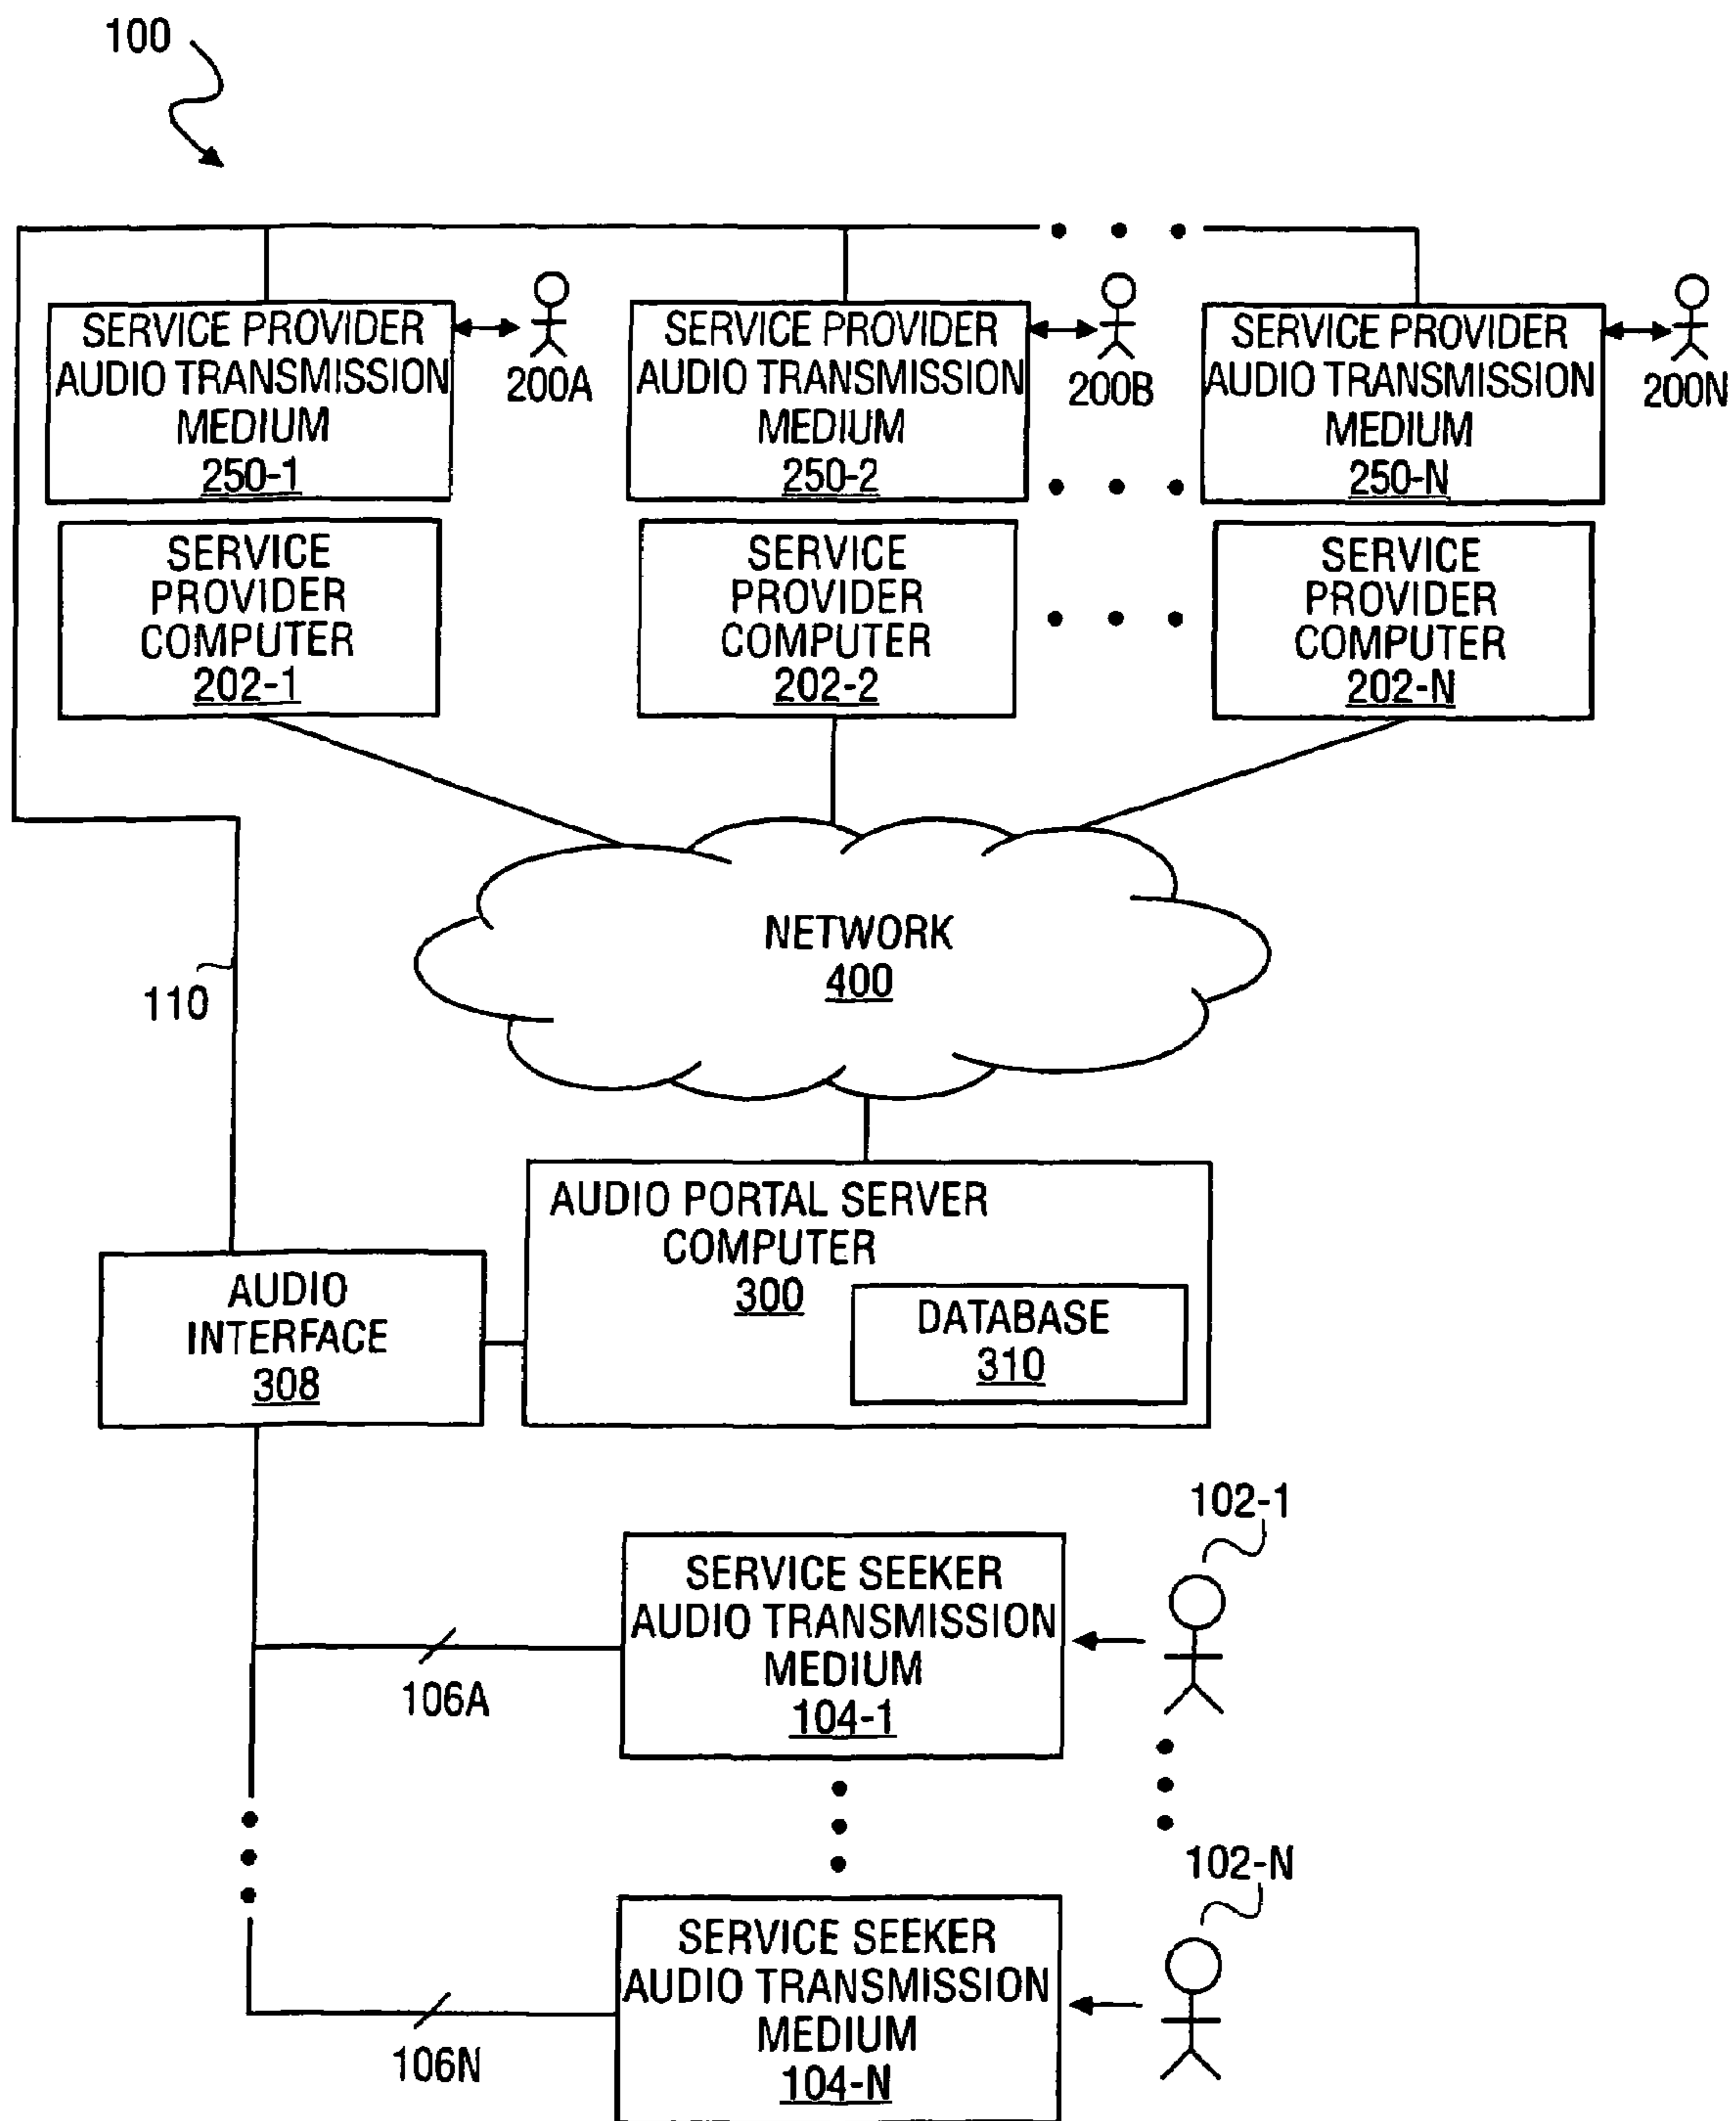 100
SERVICE PROVIDER
AUDIO TRANSMISSION
MEDIUM
250-1
200A
SERVICE PROVIDER
AUDIO TRANSMISSION
MEDIUM
250-2
200B
SERVICE PROVIDER
AUDIO TRANSMISSION
MEDIUM
250-N
200N
SERVICE
PROVIDER
COMPUTER
202-1
SERVICE
PROVIDER
COMPUTER
202-2
SERVICE
PROVIDER
COMPUTER
202-N
NETWORK
400
110
AUDIO PORTAL SERVER
COMPUTER
300
DATABASE
310
AUDIO
INTERFACE
308
102-1
SERVICE SEEKER
AUDIO TRANSMISSION
MEDIUM
104-1
106A
102-N
SERVICE SEEKER
AUDIO TRANSMISSION
MEDIUM
104-N
106N